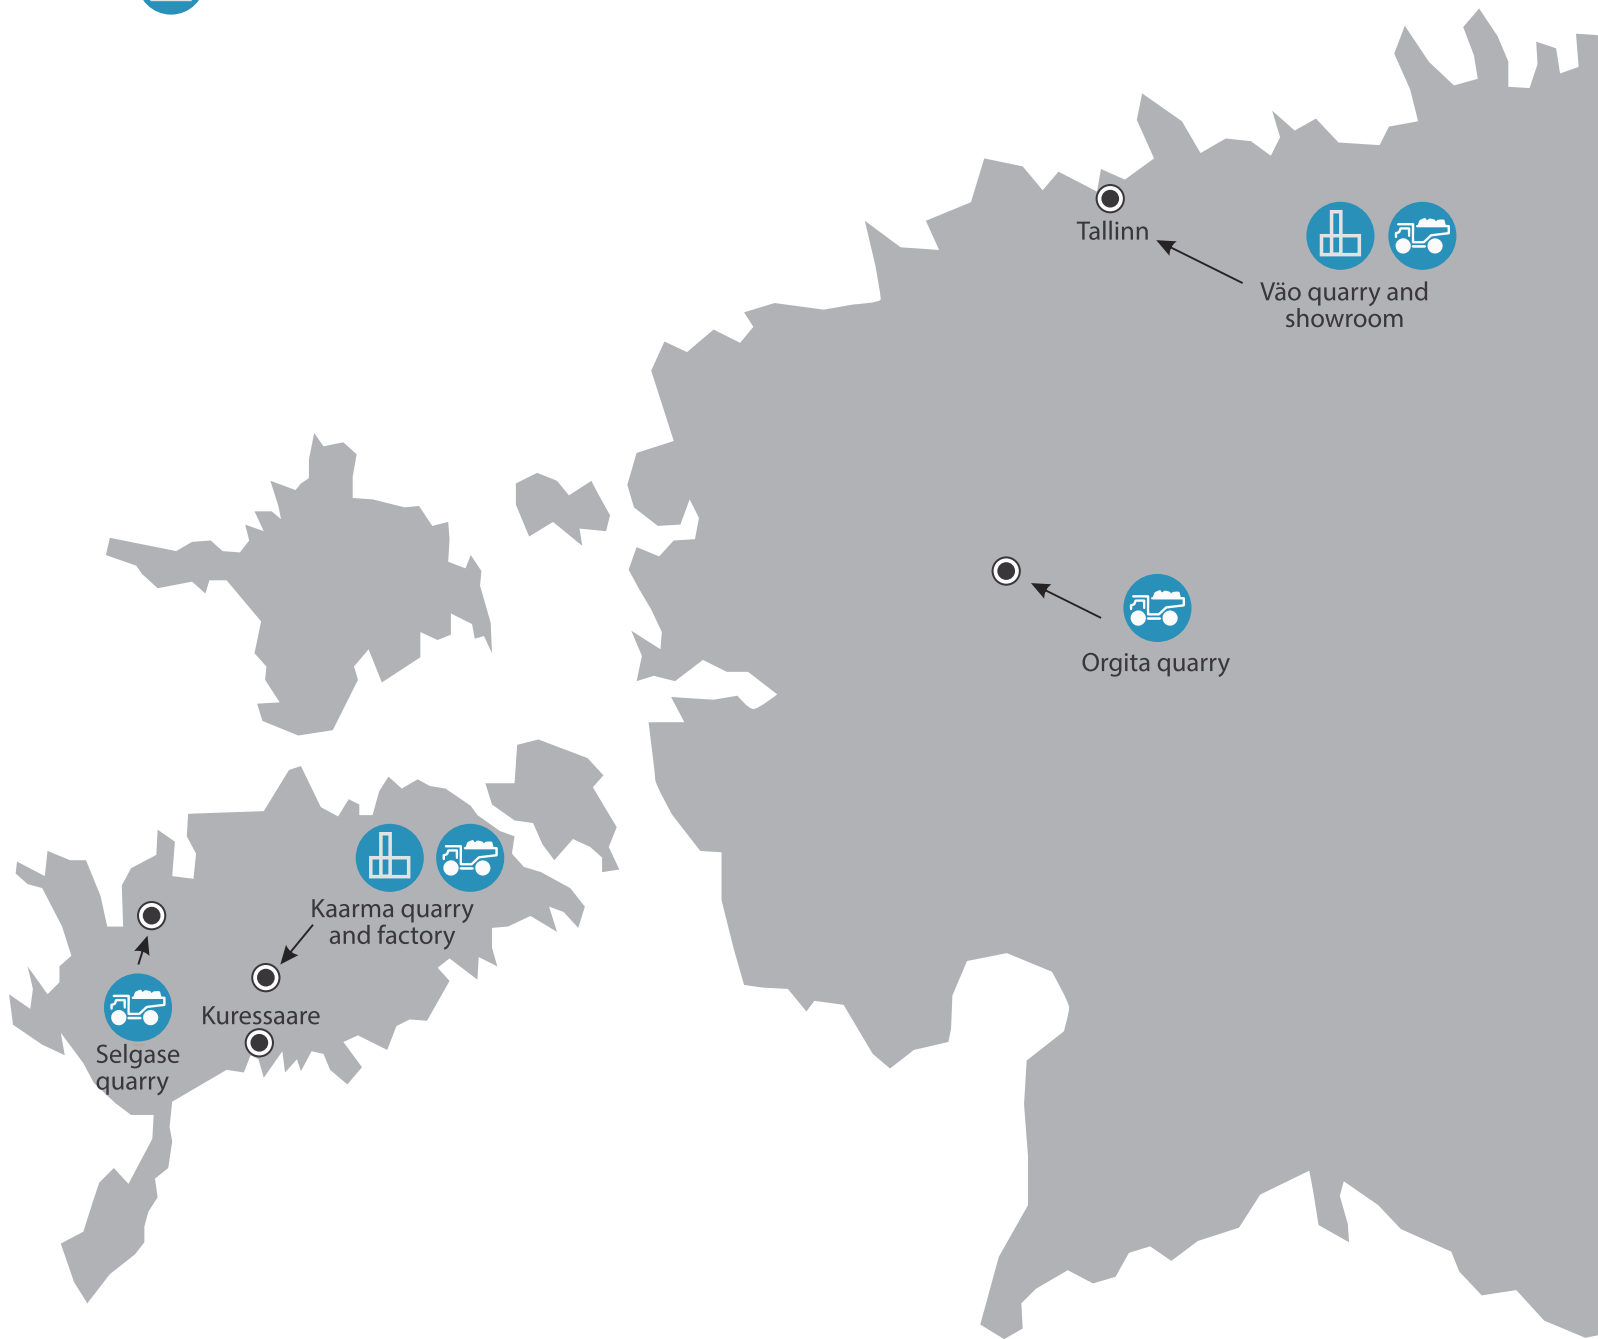 Tallinn
Väo quarry and
showroom
Orgita quarry
Kaarma quarry
and factory
Kuressaare
Selgase
quarry